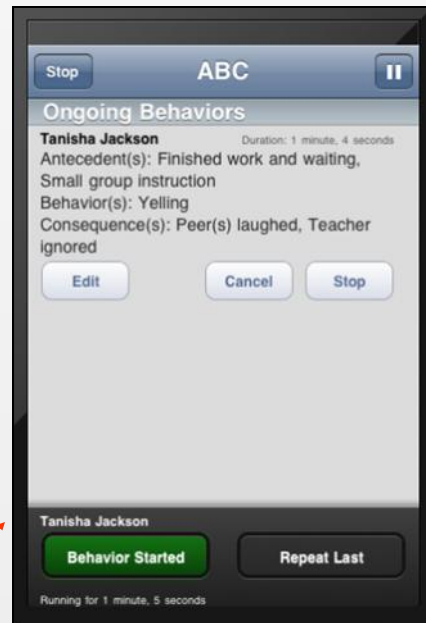 Stop
ABC
Ongoing Behaviors
Tanisha Jackson
Duration: 1 minute, 4 seconds
Antecedent(s): Finished work and waiting,
Small group instruction
Behavior(s): Yelling
Consequence(s): Peer(s) laughed, Teacher
ignored
Edit
Cancel
Stop
Tanisha Jackson
Behavior Started
Repeat Last
Running for 1 minute, 5 seconds